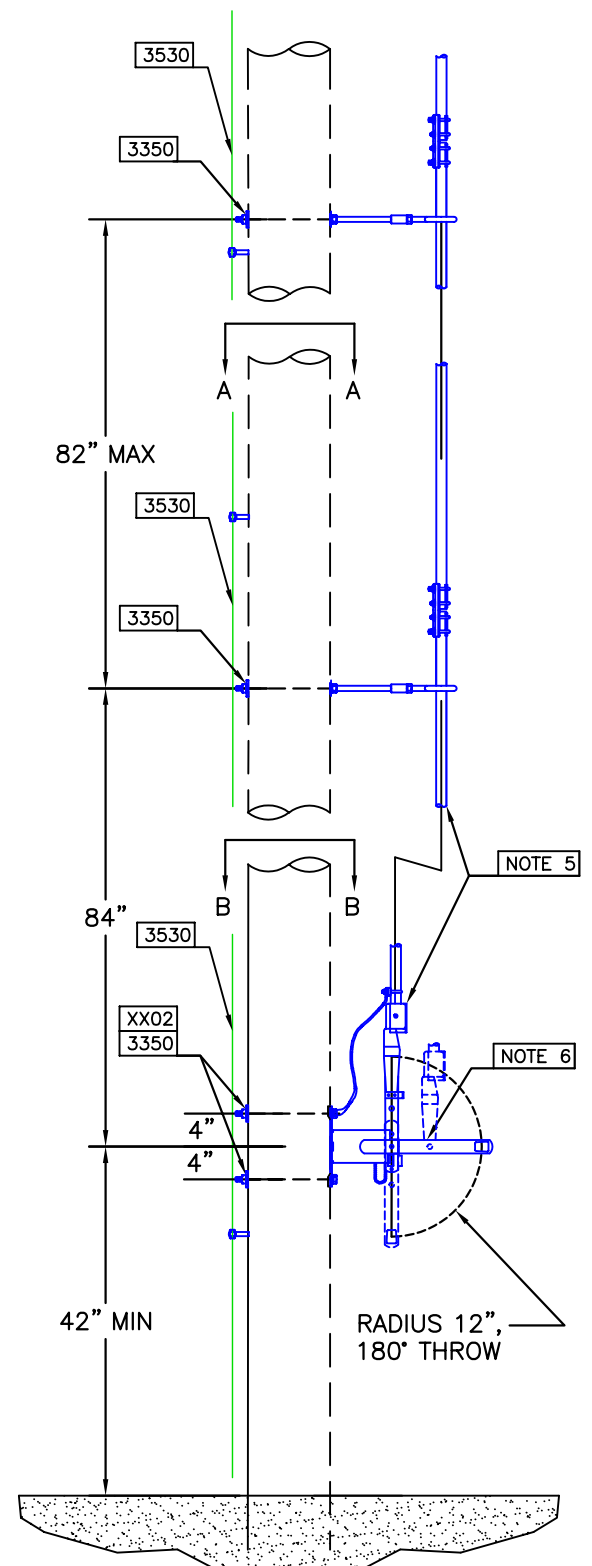 3530
3350
A A
82” MAX
3530
3350
NOTE 5
B B
84”
3530
XX02
3350
NOTE 6
4”
4”
42” MIN
RADIUS 12”,
180° THROW